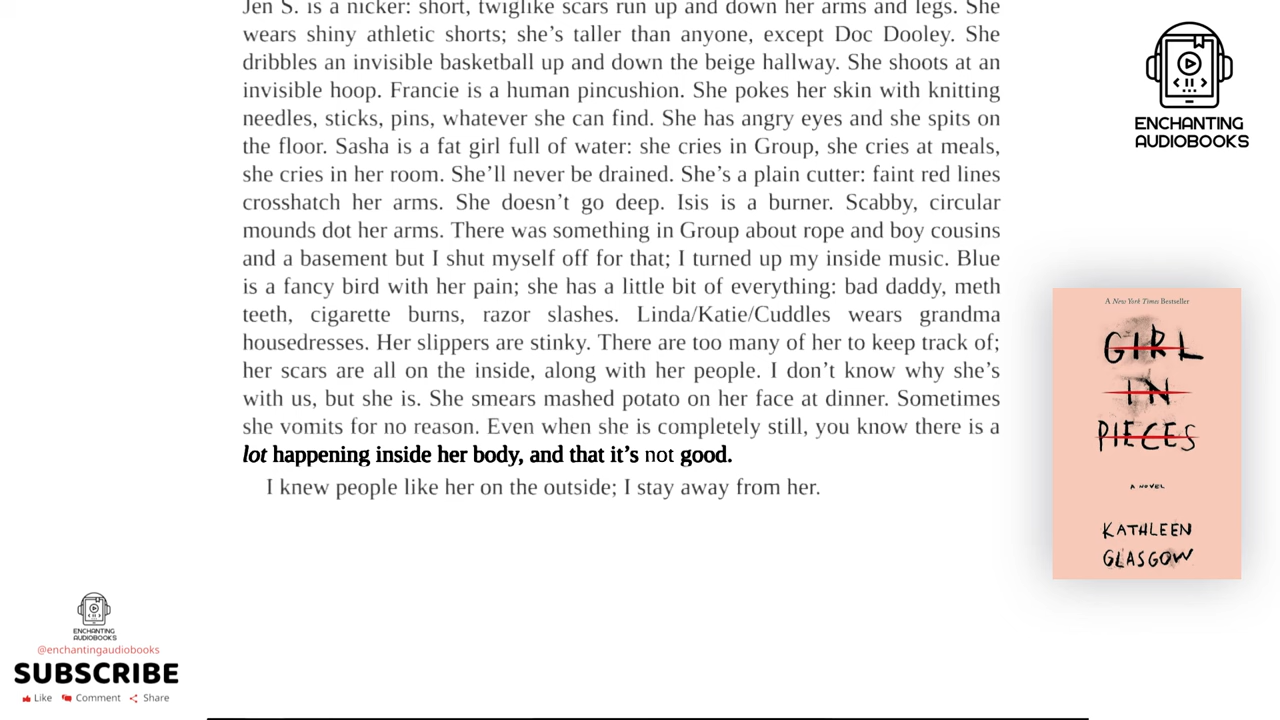 Jen S. is a nicker: short, twiglike scars run up and down her arms and legs. She
wears shiny athletic shorts; she’s taller than anyone, except Doc Dooley. She
dribbles an invisible basketball up and down the beige hallway. She shoots at an
invisible hoop. Francie is a human pincushion. She pokes her skin with knitting
needles, sticks, pins, whatever she can find. She has angry eyes and she spits on
the floor. Sasha is a fat girl full of water: she cries in Group, she cries at meals,
she cries in her room. She’ll never be drained. She’s a plain cutter: faint red lines
crosshatch her arms. She doesn’t go deep. Isis is a burner. Scabby, circular
mounds dot her arms. There was something in Group about rope and boy cousins
and a basement but I shut myself off for that; I turned up my inside music. Blue
is a fancy bird with her pain; she has a little bit of everything: bad daddy, meth
teeth, cigarette burns, razor slashes. Linda/Katie/Cuddles wears grandma
housedresses. Her slippers are stinky. There are too many of her to keep track of;
her scars are all on the inside, along with her people. I don’t know why she’s
with us, but she is. She smears mashed potato on her face at dinner. Sometimes
she vomits for no reason. Even when she is completely still, you know there is a
lot happening inside her body, and that it’s not good.
I knew people like her on the outside; I stay away from her.
ENCHANTING
AUDIOBOOKS
A New York Times Bestseller
GIRL
IN
PIECES
A NOVEL
KATHLEEN
GLASGOW
ENCHANTING
AUDIOBOOKS
@enchantingaudiobooks
SUBSCRIBE
Like Comment Share